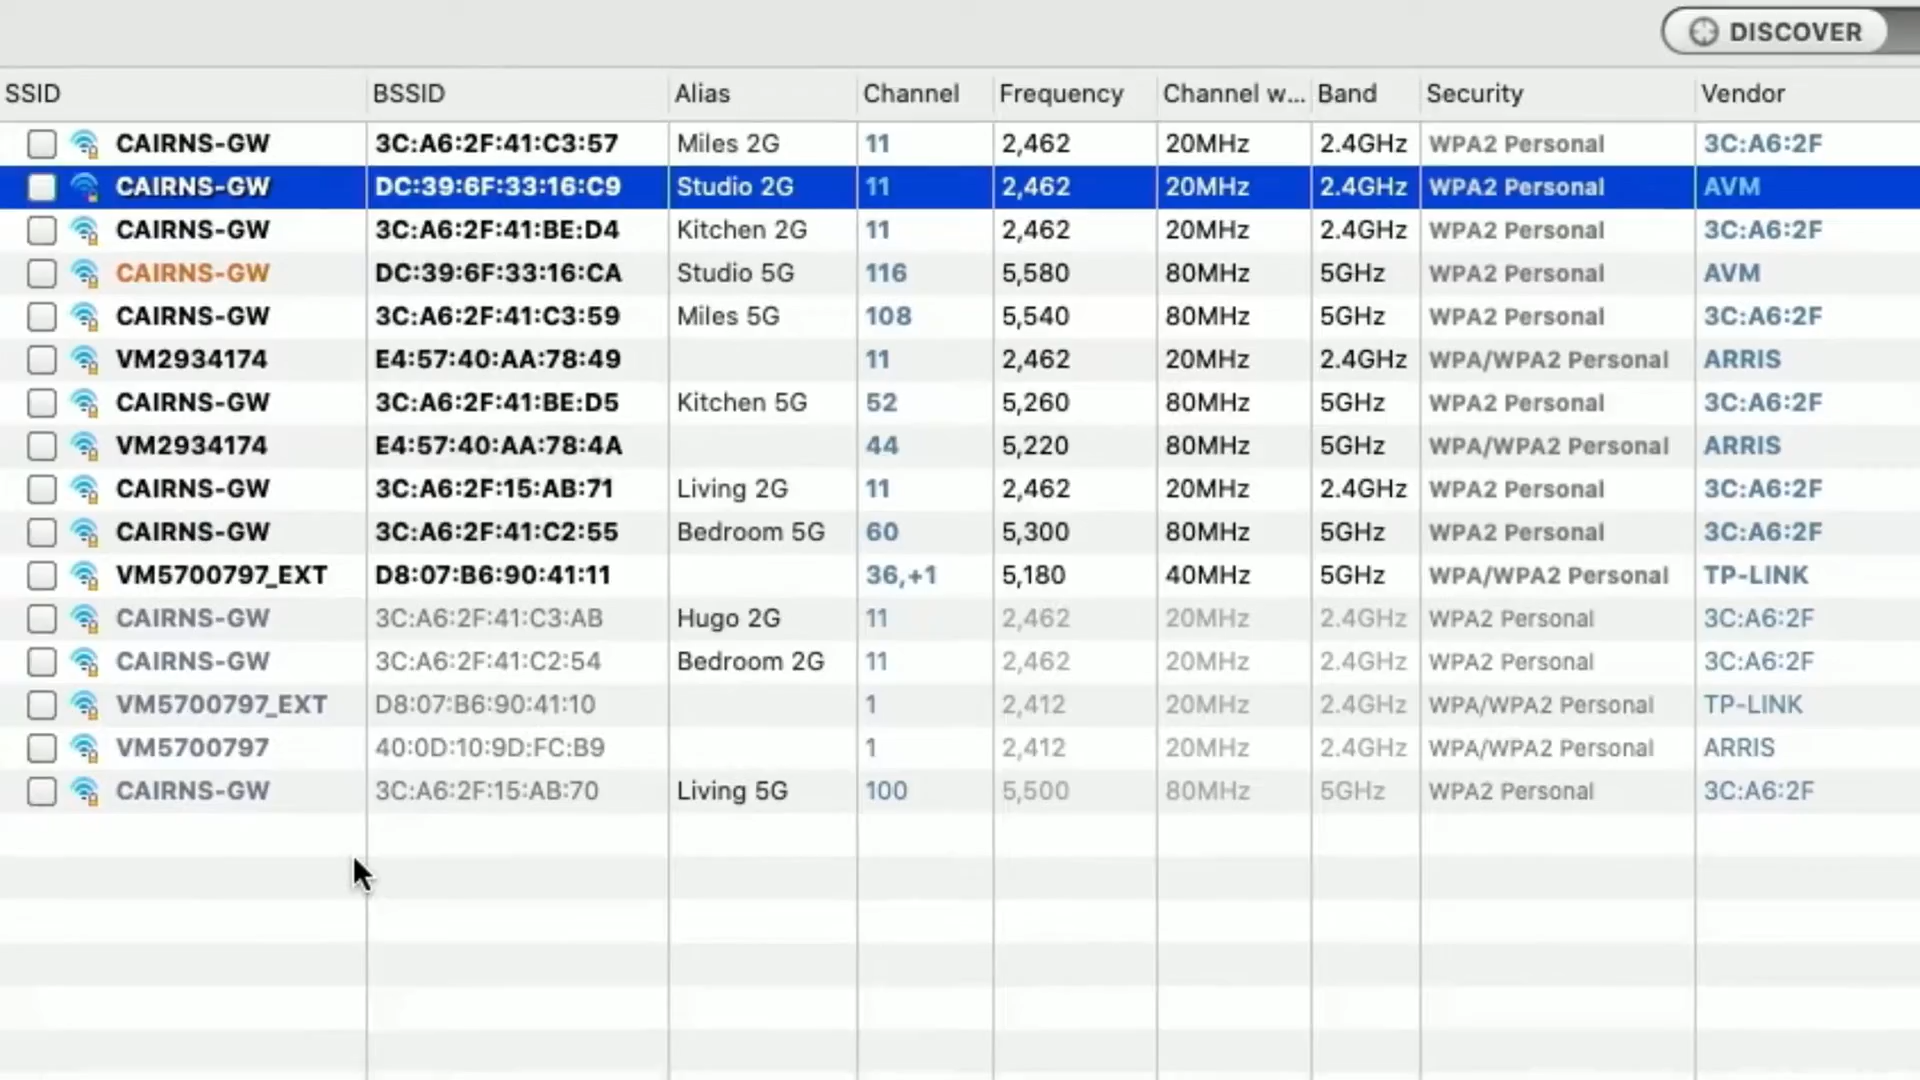 DISCOVER
SSID BSSID Alias Channel Frequency Channel w... Band Security Vendor
CAIRNS-GW 3C:A6:2F:41:C3:57 Miles 2G 11 2,462 20MHz 2.4GHz WPA2 Personal 3C:A6:2F
CAIRNS-GW DC:39:6F:33:16:C9 Studio 2G 11 2,462 20MHz 2.4GHz WPA2 Personal AVM
CAIRNS-GW 3C:A6:2F:41:BE:D4 Kitchen 2G 11 2,462 20MHz 2.4GHz WPA2 Personal 3C:A6:2F
CAIRNS-GW DC:39:6F:33:16:CA Studio 5G 116 5,580 80MHz 5GHz WPA2 Personal AVM
CAIRNS-GW 3C:A6:2F:41:C3:59 Miles 5G 108 5,540 80MHz 5GHz WPA2 Personal 3C:A6:2F
VM2934174 E4:57:40:AA:78:49 11 2,462 20MHz 2.4GHz WPA/WPA2 Personal ARRIS
CAIRNS-GW 3C:A6:2F:41:BE:D5 Kitchen 5G 52 5,260 80MHz 5GHz WPA2 Personal 3C:A6:2F
VM2934174 E4:57:40:AA:78:4A 44 5,220 80MHz 5GHz WPA/WPA2 Personal ARRIS
CAIRNS-GW 3C:A6:2F:15:AB:71 Living 2G 11 2,462 20MHz 2.4GHz WPA2 Personal 3C:A6:2F
CAIRNS-GW 3C:A6:2F:41:C2:55 Bedroom 5G 60 5,300 80MHz 5GHz WPA2 Personal 3C:A6:2F
VM5700797_EXT D8:07:B6:90:41:11 36,+1 5,180 40MHz 5GHz WPA/WPA2 Personal TP-LINK
CAIRNS-GW 3C:A6:2F:41:C3:AB Hugo 2G 11 2,462 20MHz 2.4GHz WPA2 Personal 3C:A6:2F
CAIRNS-GW 3C:A6:2F:41:C2:54 Bedroom 2G 11 2,462 20MHz 2.4GHz WPA2 Personal 3C:A6:2F
VM5700797_EXT D8:07:B6:90:41:10 1 2,412 20MHz 2.4GHz WPA/WPA2 Personal TP-LINK
VM5700797 40:0D:10:9D:FC:B9 1 2,412 20MHz 2.4GHz WPA/WPA2 Personal ARRIS
CAIRNS-GW 3C:A6:2F:15:AB:70 Living 5G 100 5,500 80MHz 5GHz WPA2 Personal 3C:A6:2F